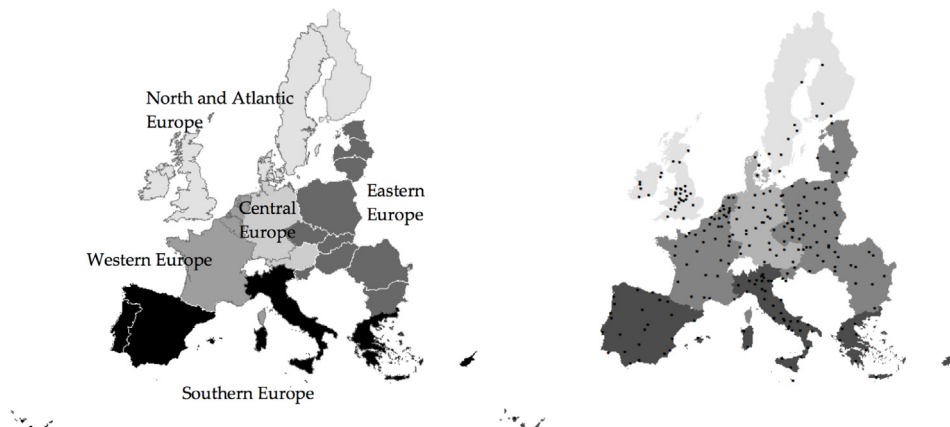 North and Atlantic
Europe
Central
Europe
Eastern
Europe
Western Europe
Southern Europe